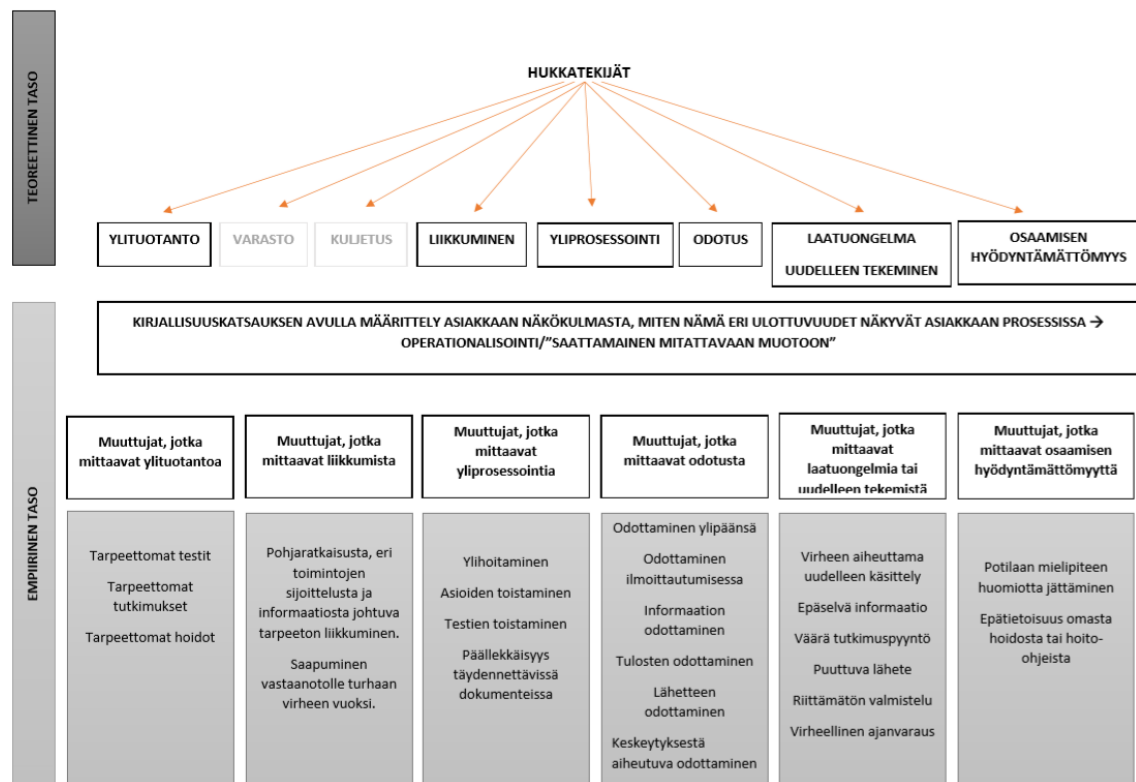 TEOREETTINEN TASO
HUKKATEKIJÄT
YLITUOTANTO
VARASTO
KULJETUS
LIIKKUMINEN
YLIPROSESSOINTI
ODOTUS
LAATUONGELMA
UUDELLEEN TEKEMINEN
OSAAMISEN
HYÖDYNTÄMÄTTÖMYYS
EMPIIRINEN TASO
KIRJALLISUUSKATSAUKSEN AVULLA MÄÄRITTELY ASIAKKAAN NÄKÖKULMASTA, MITEN NÄMÄ ERI ULOTTUVUUDET NÄKYVÄT ASIAKKAAN PROSESSISSA →
OPERATIONALISOINTI/”SAATTAMAINEN MITATTAVAAN MUOTOON”
Muuttujat, jotka
mittaavat ylituotantoa
Muuttujat, jotka
mittaavat liikkumista
Muuttujat, jotka
mittaavat
yliprosessointia
Muuttujat, jotka
mittaavat odotusta
Muuttujat, jotka
mittaavat
laatuongelmia tai
uudelleen tekemistä
Muuttujat, jotka
mittaavat osaamisen
hyödyntämättömyyttä
Tarpeettomat testit
Tarpeettomat
tutkimukset
Tarpeettomat hoidot
Pohjaratkaisusta, eri
toimintojen
sijoittelusta ja
informaatiosta johtuva
tarpeeton liikkuminen.
Saapuminen
vastaanotolle turhaan
virheen vuoksi.
Ylihoitaminen
Asioiden toistaminen
Testien toistaminen
Päällekkäisyys
täydennettävissä
dokumenteissa
Odottaminen ylipäänsä
Odottaminen
ilmoittautumisessa
Informaation
odottaminen
Tulosten odottaminen
Lähetteen
odottaminen
Keskeytyksestä
aiheutuva odottaminen
Virheen aiheuttama
uudelleen käsittely
Epäselvä informaatio
Väärä tutkimuspyyntö
Puuttuva lähete
Riittämätön valmistelu
Virheellinen ajanvaraus
Potilaan mielipiteen
huomiotta jättäminen
Epätietoisuus omasta
hoidosta tai hoito-
ohjeista